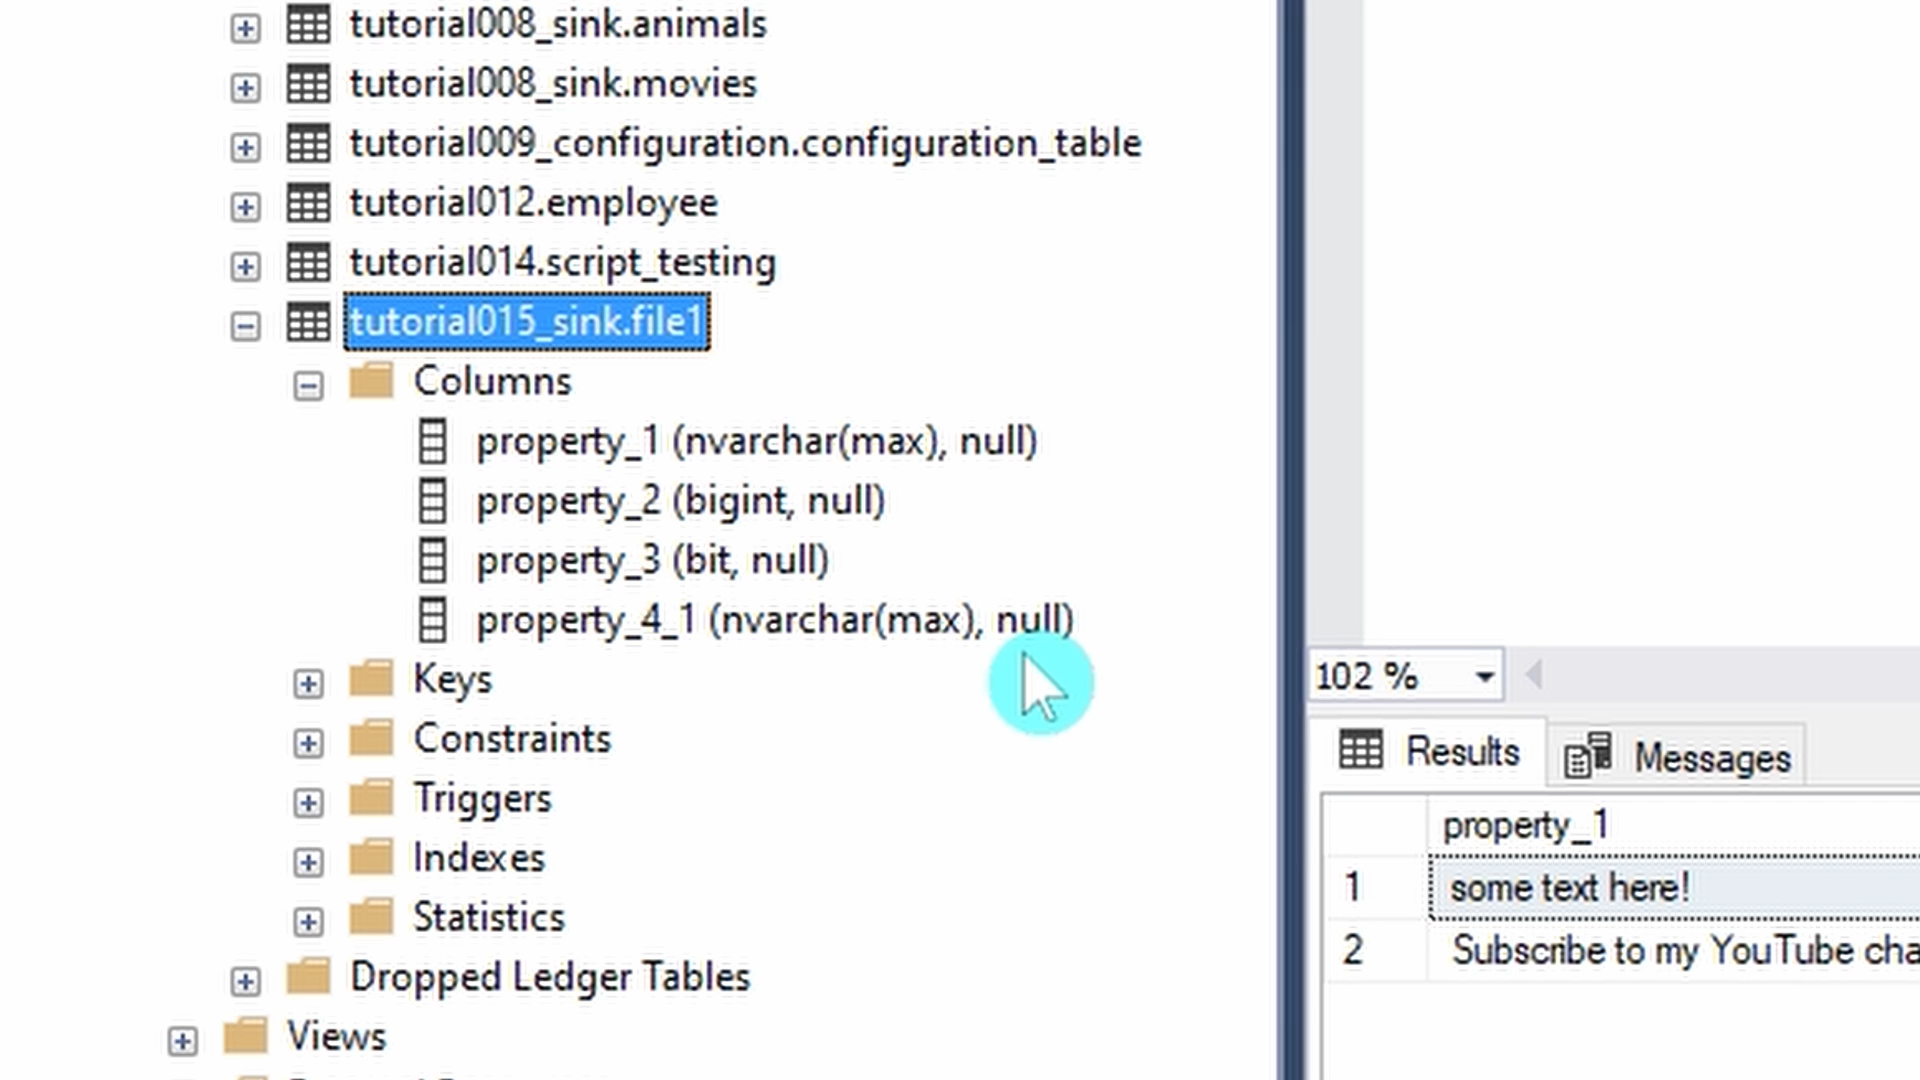 tutorial008_sink.animals
tutorial008_sink.movies
tutorial009_configuration.configuration_table
tutorial012.employee
tutorial014.script_testing
tutorial015_sink.file1
Columns
property_1 (nvarchar(max), null)
property_2 (bigint, null)
property_3 (bit, null)
property_4_1 (nvarchar(max), null)
Keys
Constraints
Triggers
Indexes
Statistics
Dropped Ledger Tables
Views
102 %
Results
Messages
property_1
1 some text here!
2 Subscribe to my YouTube cha